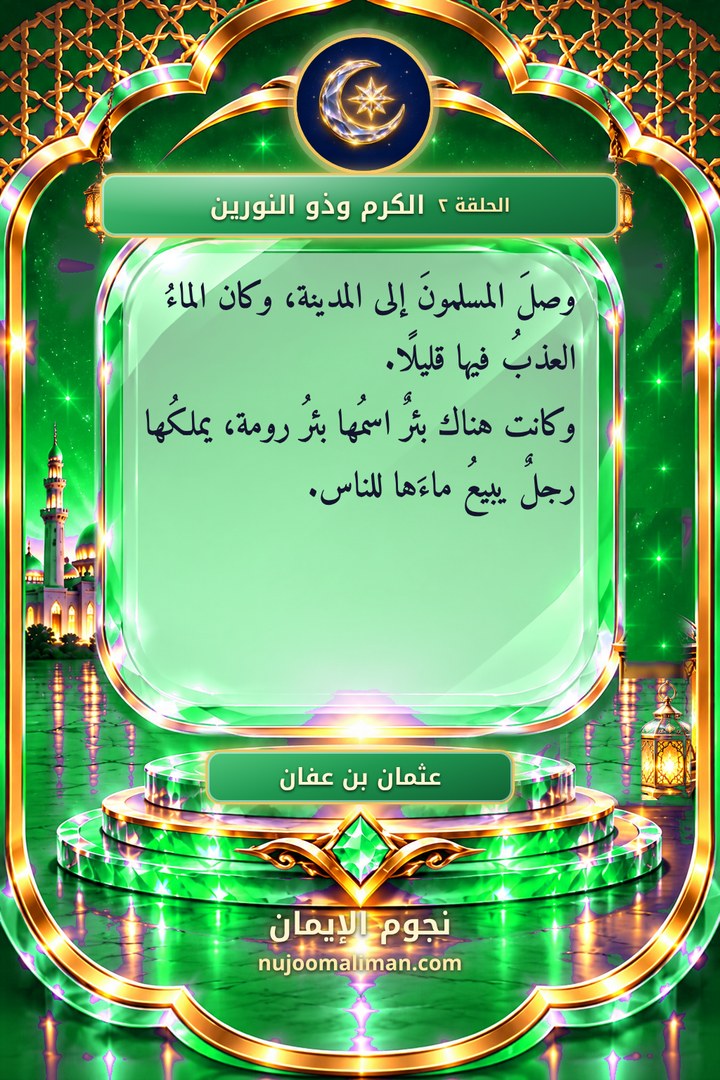 الحلقة ٢ الكرم وذو النورين
وصلَ المسلمونَ إلى المدينة، وكان الماءُ
العذبُ فيها قليلًا.
وكانت هناك بئرٌ اسمُها بئرُ رومة، يملكُها
رجلٌ يبيعُ ماءَها للناس.
عثمان بن عفان
نجوم الإيمان
nujoomaliman.com